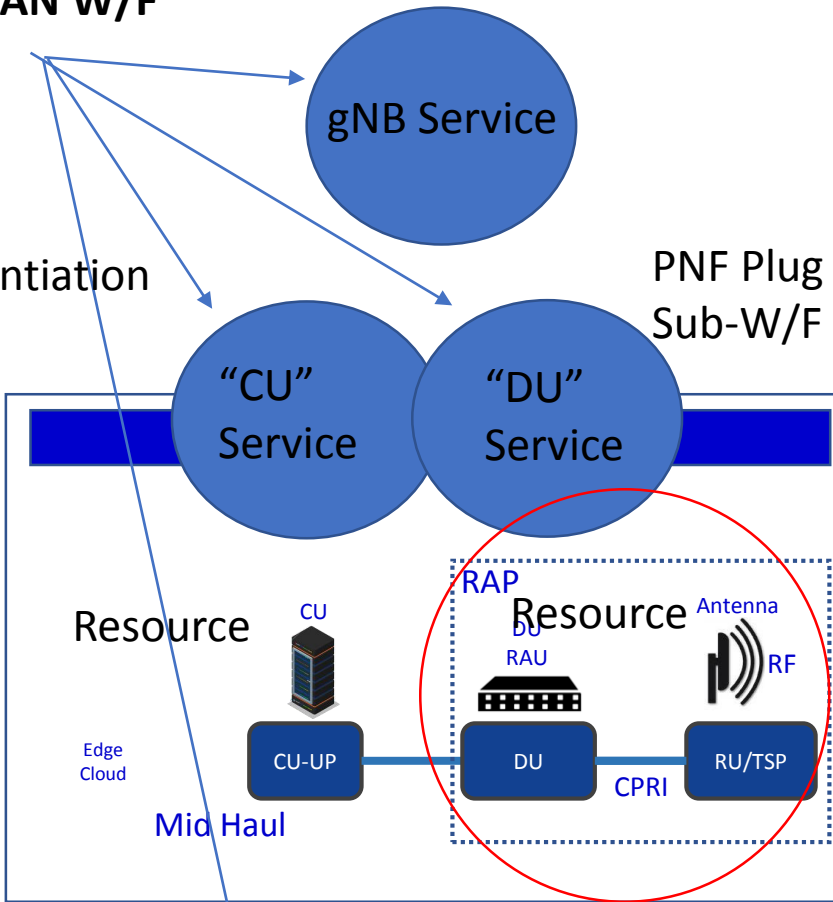 AN W/F
gNB Service
ntiation
PNF Plug
Sub-W/F
“CU”
Service
“DU”
Service
RAP
Resource
CU
Resource
Antenna
DU
RAU
RF
Edge
Cloud
CU-UP
DU
RU/TSP
CPRI
Mid Haul